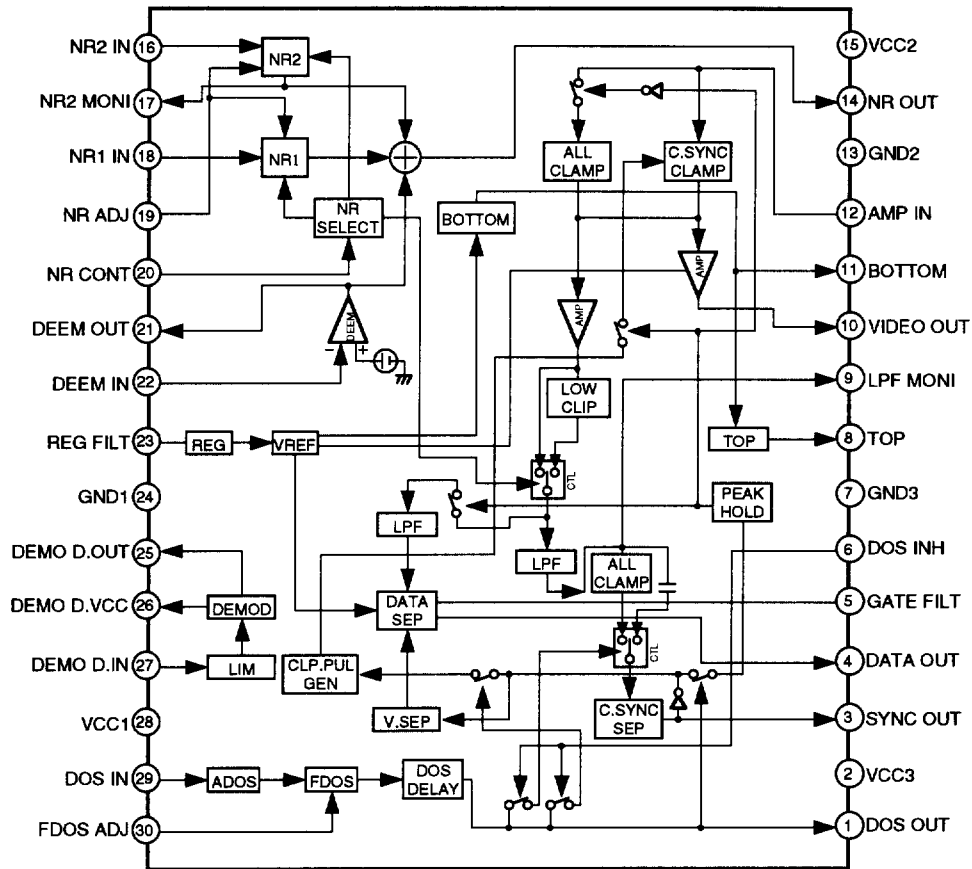 NR2 IN 16
NR2 MONI 17
NR1 IN 18
NR ADJ 19
NR CONT 20
DEEM OUT 21
DEEM IN 22
REG FILT 23
GND1 24
DEMO D.OUT 25
DEMO D.VCC 26
DEMO D.IN 27
VCC1 28
DOS IN 29
FDOS ADJ 30
NR2
NR1
NR
SELECT
DEEM
− +
REG
VREF
BOTTOM
ALL
CLAMP
C.SYNC
CLAMP
AMP
AMP
LOW
CLIP
CTL
TOP
PEAK
HOLD
LPF
LPF
ALL
CLAMP
DATA
SEP
CTL
DEMOD
LIM
CLP.PUL
GEN
V.SEP
C.SYNC
SEP
ADOS
FDOS
DOS
DELAY
15 VCC2
14 NR OUT
13 GND2
12 AMP IN
11 BOTTOM
10 VIDEO OUT
9 LPF MONI
8 TOP
7 GND3
6 DOS INH
5 GATE FILT
4 DATA OUT
3 SYNC OUT
2 VCC3
1 DOS OUT